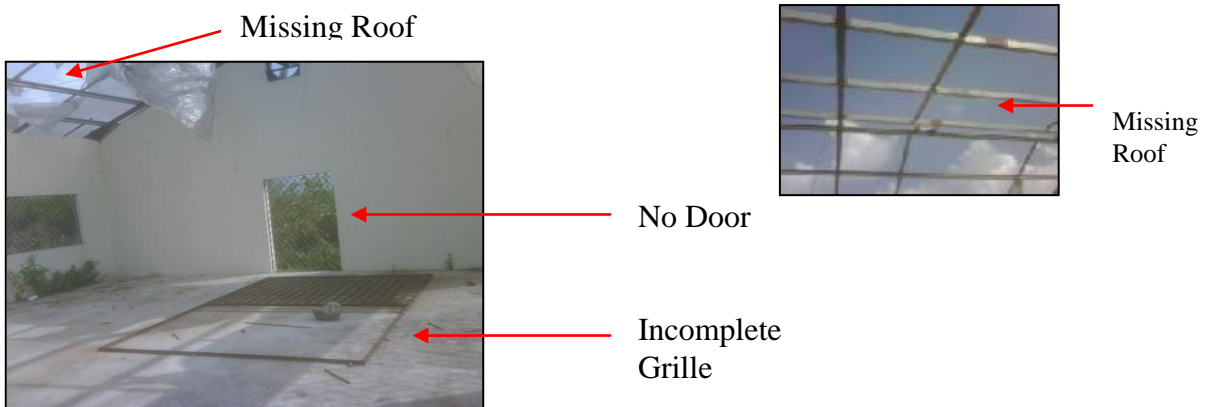 Missing Roof
Missing
Roof
No Door
Incomplete
Grille